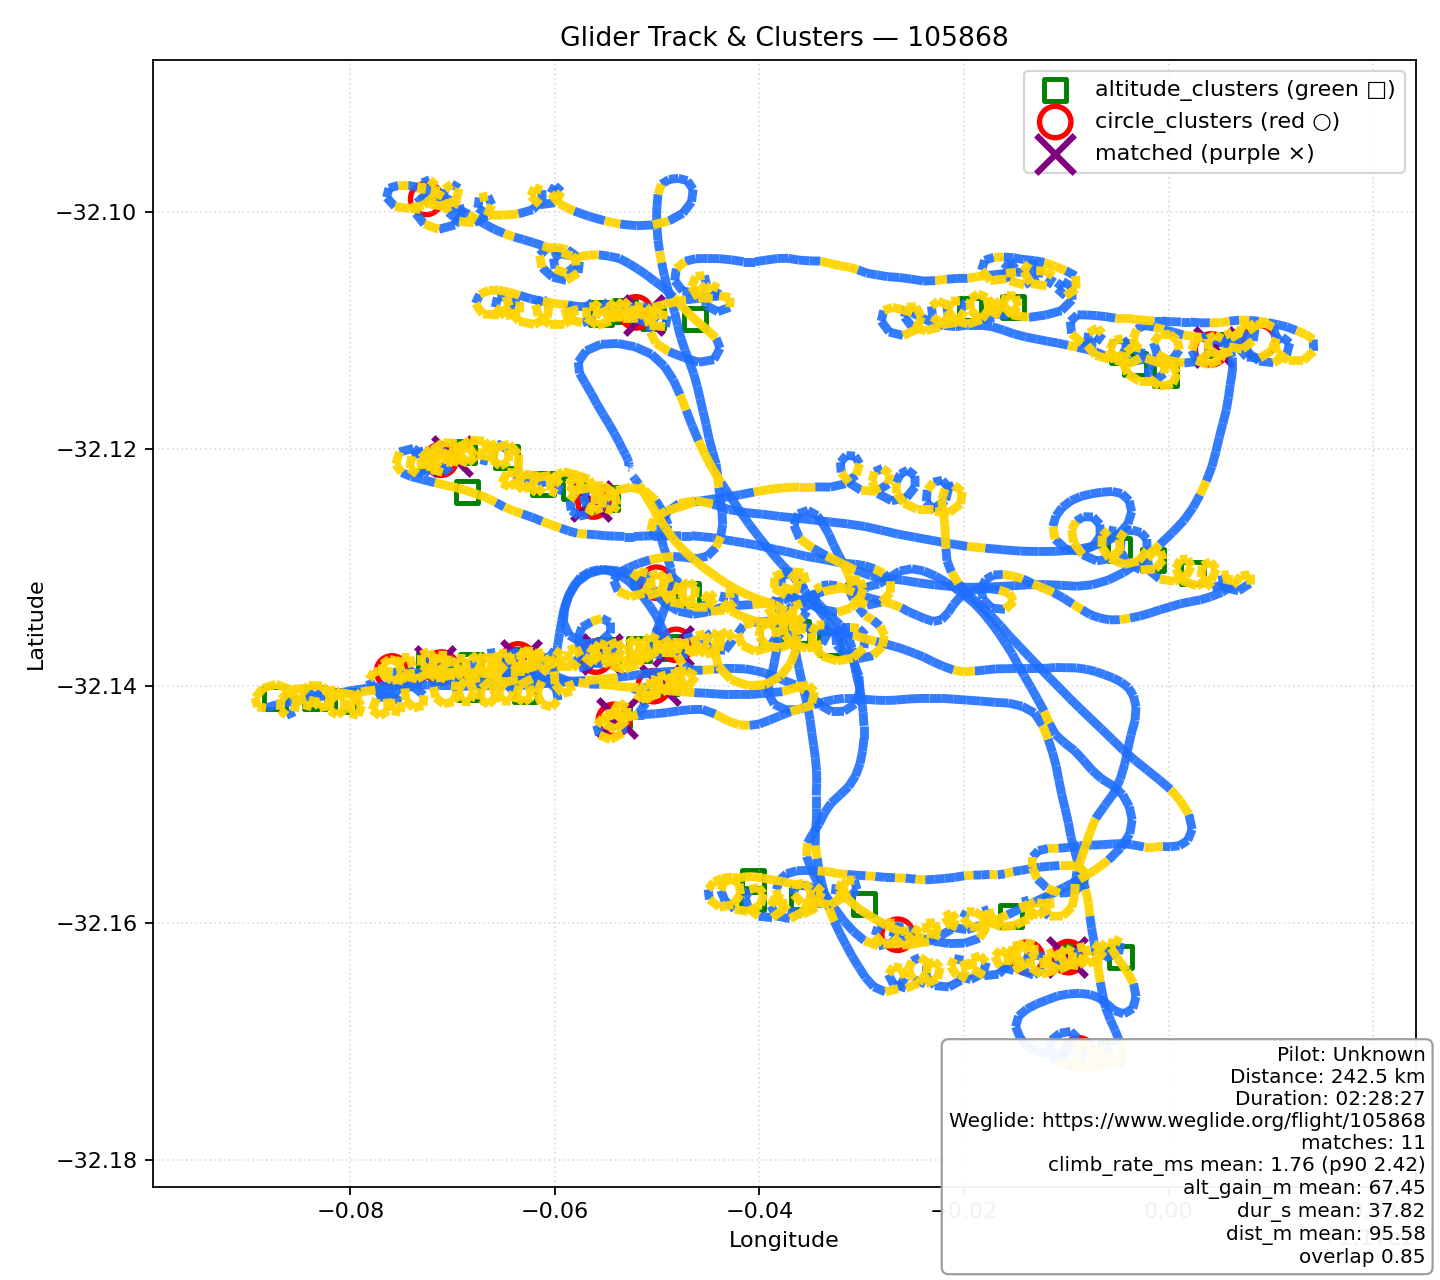 Glider Track & Clusters — 105868
altitude_clusters (green □)
circle_clusters (red ○)
matched (purple ×)
−32.10
−32.12
−32.14
−32.16
−32.18
Latitude
−0.08
−0.06
−0.04
−0.02
0.00
Longitude
Pilot: Unknown
Distance: 242.5 km
Duration: 02:28:27
Weglide: https://www.weglide.org/flight/105868
matches: 11
climb_rate_ms mean: 1.76 (p90 2.42)
alt_gain_m mean: 67.45
dur_s mean: 37.82
dist_m mean: 95.58
overlap 0.85